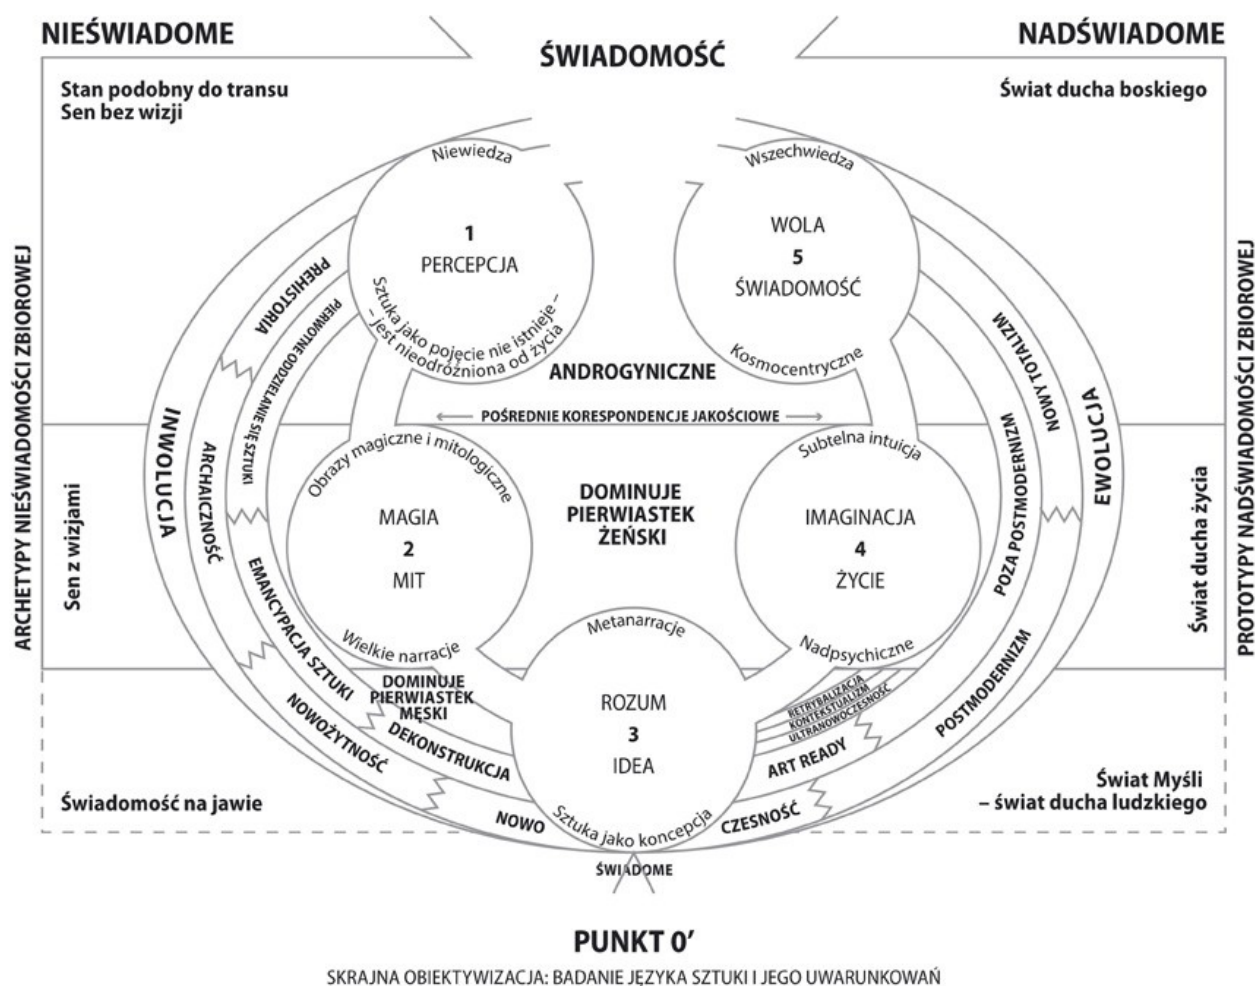 NIEŚWIADOME
ŚWIADOMOŚĆ
NADŚWIADOME
Stan podobny do transu
Sen bez wizji
Świat ducha boskiego
ARCHETYPY NIEŚWIADOMOŚCI ZBIOROWEJ
PROTOTYPY NADŚWIADOMOŚCI ZBIOROWEJ
Niewiedza
1
PERCEPCJA
Sztuka jako pojęcie nie istnieje –
– jest nieodróżniona od życia
Wszechwiedza
WOLA
5
ŚWIADOMOŚĆ
Kosmocentryczne
PREHISTORIA
PIERWOTNE ODDZIELANIE SIĘ SZTUKI
NOWY TOTALIZM
ANDROGYNICZNE
POŚREDNIE KORESPONDENCJE JAKOŚCIOWE
INWOLUCJA
ARCHAICZNOŚĆ
POZA POSTMODERNIZM
EWOLUCJA
Sen z wizjami
Obrazy magiczne i mitologiczne
MAGIA
2
MIT
Wielkie narracje
DOMINUJE
PIERWIASTEK
ŻEŃSKI
Subtelna intuicja
IMAGINACJA
4
ŻYCIE
Nadpsychiczne
Świat ducha życia
EMANCYPACJA SZTUKI
NOWOŻYTNOŚĆ
DOMINUJE
PIERWIASTEK
MĘSKI
DEKONSTRUKCJA
Metanarracje
ROZUM
3
IDEA
Sztuka jako koncepcja
RETRYBALIZACJA
KONTEKSTUALIZM
ULTRANOWOCZESNOŚĆ
ART READY
POSTMODERNIZM
Świadomość na jawie
Świat Myśli
– świat ducha ludzkiego
NOWO
CZESNOŚĆ
ŚWIADOME
PUNKT 0'
SKRAJNA OBIEKTYWIZACJA: BADANIE JĘZYKA SZTUKI I JEGO UWARUNKOWAŃ